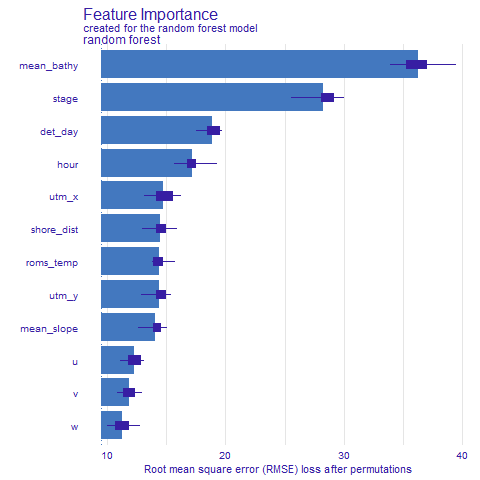 Feature Importance
created for the random forest model
random forest
mean_bathy
stage
det_day
hour
utm_x
shore_dist
roms_temp
utm_y
mean_slope
u
v
w
10 20 30 40
Root mean square error (RMSE) loss after permutations